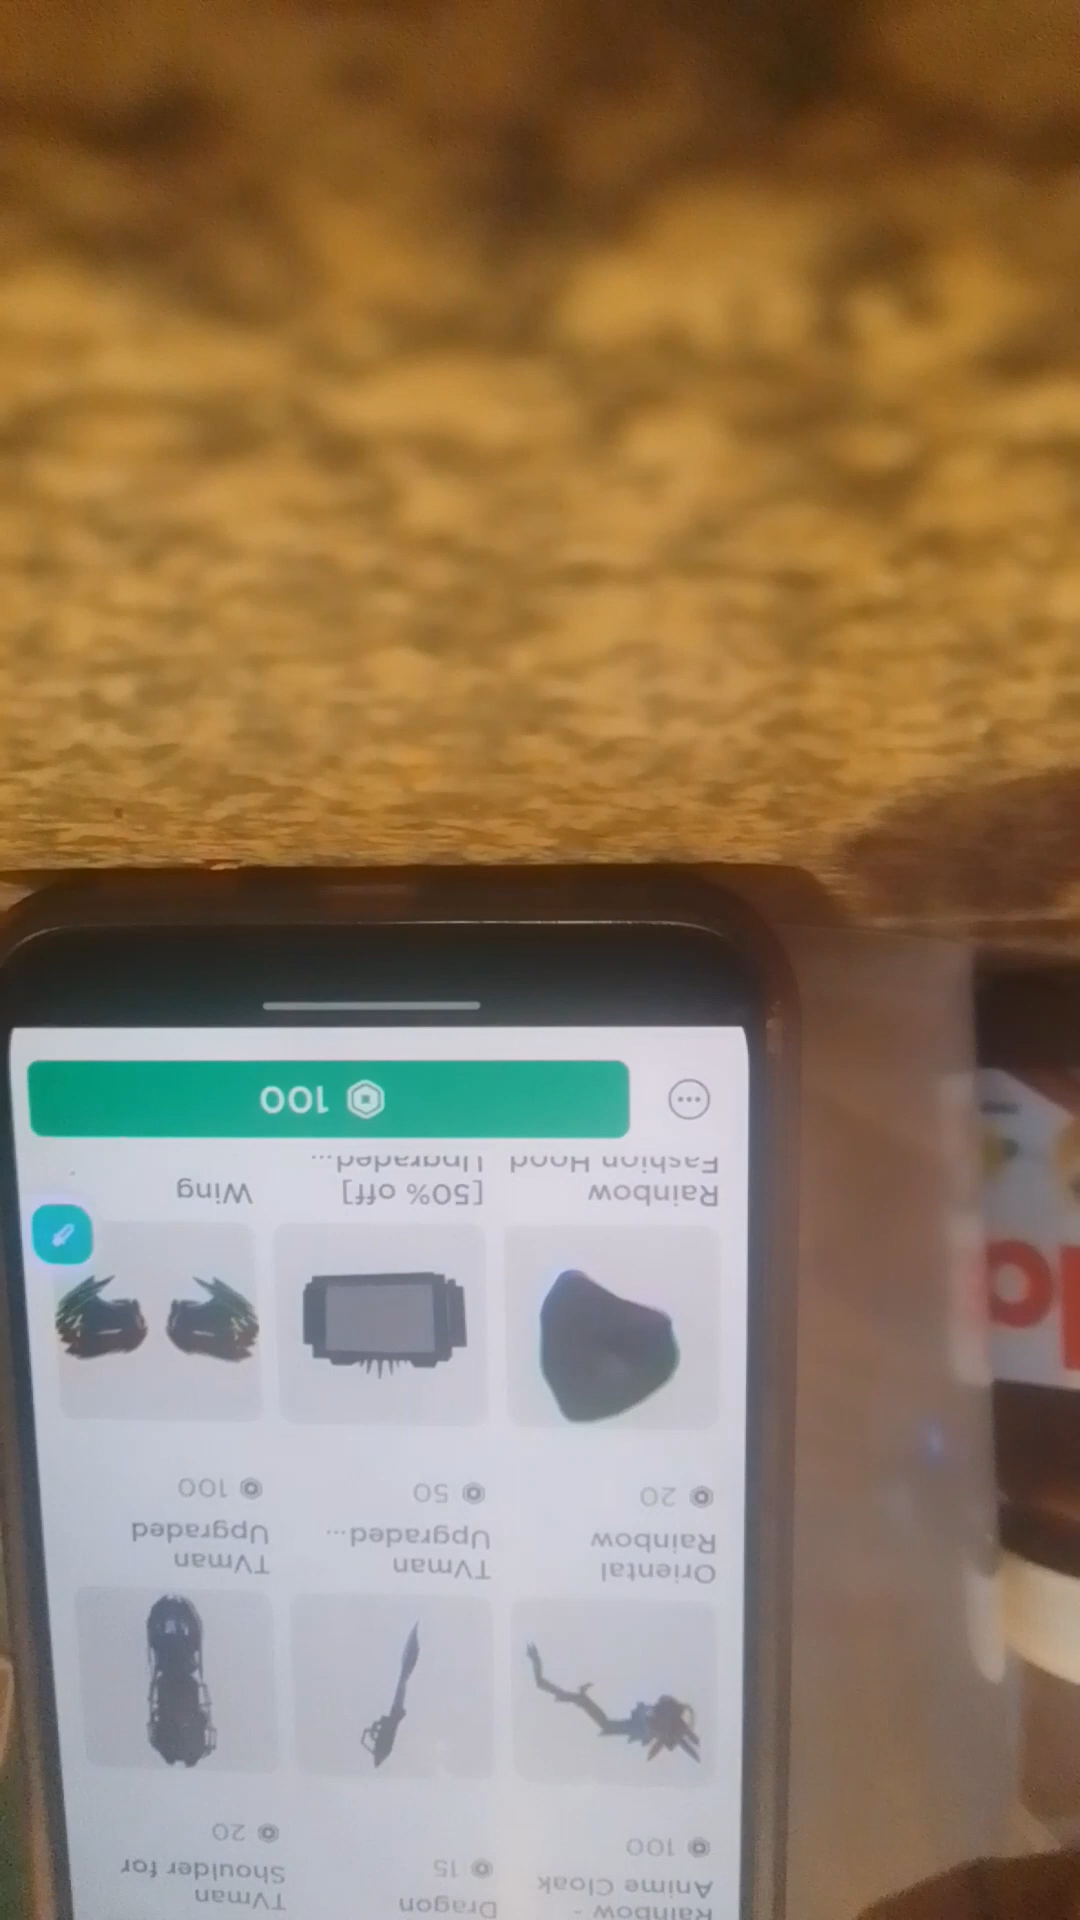 Rainbow -
Anime Cloak
100
Dragon
15
TVman
Shoulder for
20
Oriental
Rainbow
20
TVman
Upgraded...
50
TVman
Upgraded
100
Rainbow
Fashion Hood
[50% off]
Upgraded...
Wing
100